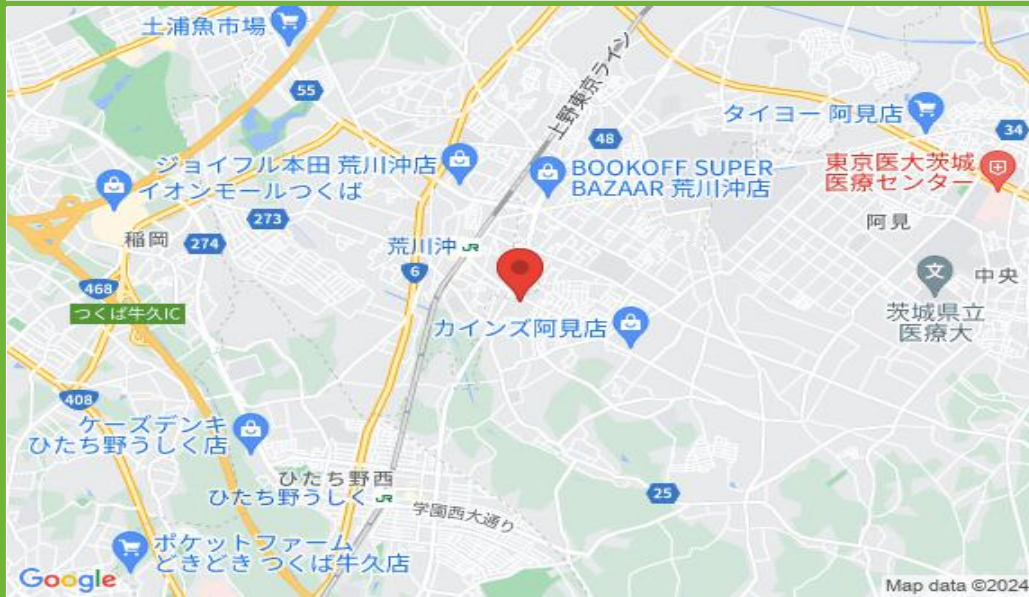 土浦魚市場
55
上野東京ライン
48
タイヨー 阿見店
34
ジョイフル本田 荒川沖店
イオンモールつくば
BOOKOFF SUPER
BAZAAR 荒川沖店
東京医大茨城
医療センター
273
稲岡
274
荒川沖 JR
6
阿見
468
つくば牛久IC
カインズ阿見店
文
中央
茨城県立
医療大
408
ケーズデンキ
ひたち野うしく店
ひたち野西
ひたち野うしく JR
学園西大通り
25
ポケットファーム
どきどき つくば牛久店
Google
Map data ©2024